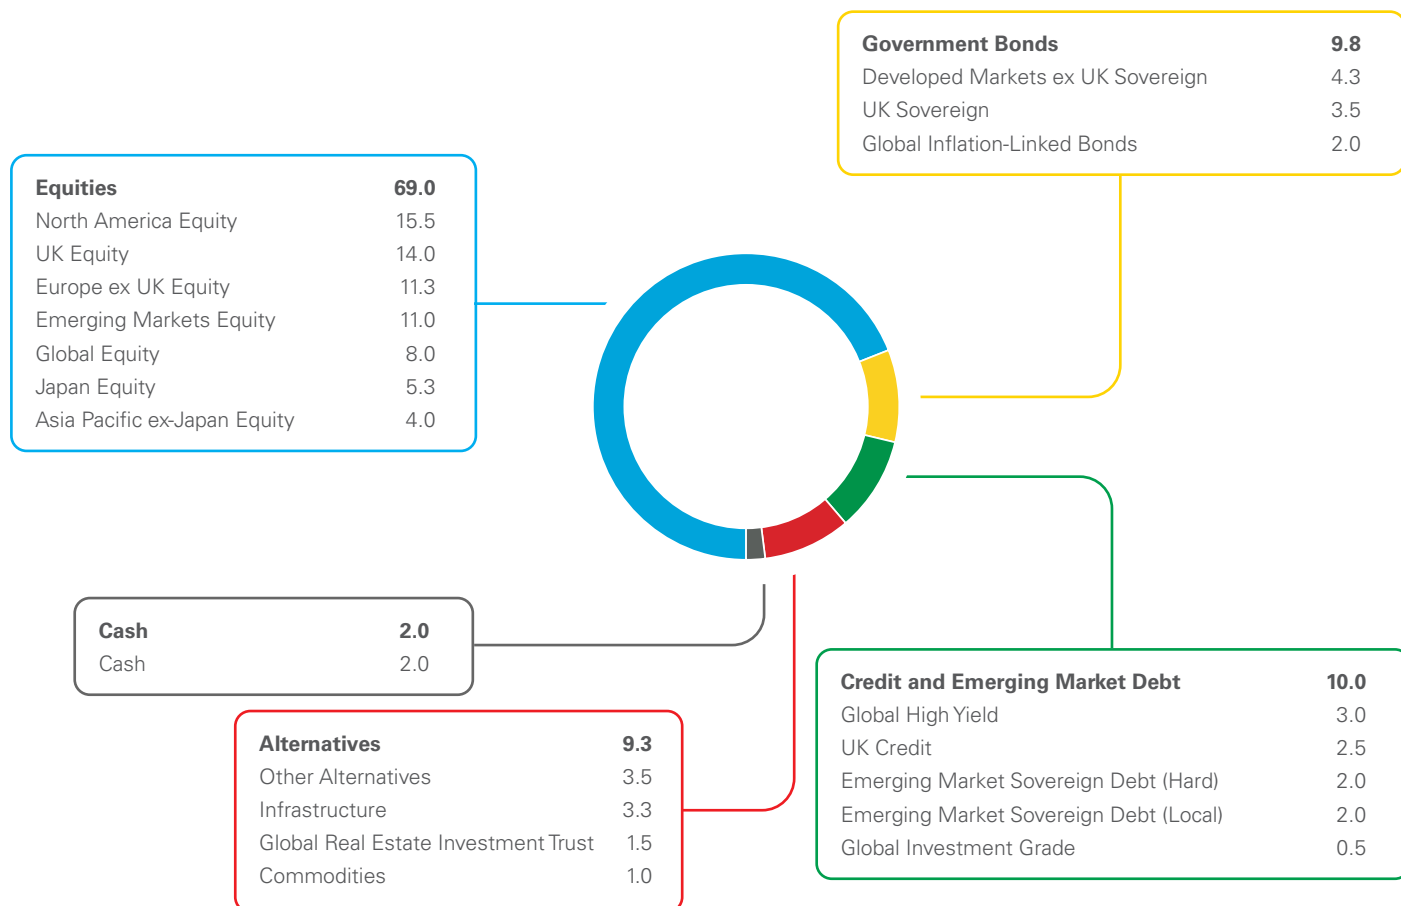 Government Bonds 9.8
Developed Markets ex UK Sovereign 4.3
UK Sovereign 3.5
Global Inflation-Linked Bonds 2.0
Equities 69.0
North America Equity 15.5
UK Equity 14.0
Europe ex UK Equity 11.3
Emerging Markets Equity 11.0
Global Equity 8.0
Japan Equity 5.3
Asia Pacific ex-Japan Equity 4.0
Cash 2.0
Cash 2.0
Alternatives 9.3
Other Alternatives 3.5
Infrastructure 3.3
Global Real Estate Investment Trust 1.5
Commodities 1.0
Credit and Emerging Market Debt 10.0
Global High Yield 3.0
UK Credit 2.5
Emerging Market Sovereign Debt (Hard) 2.0
Emerging Market Sovereign Debt (Local) 2.0
Global Investment Grade 0.5